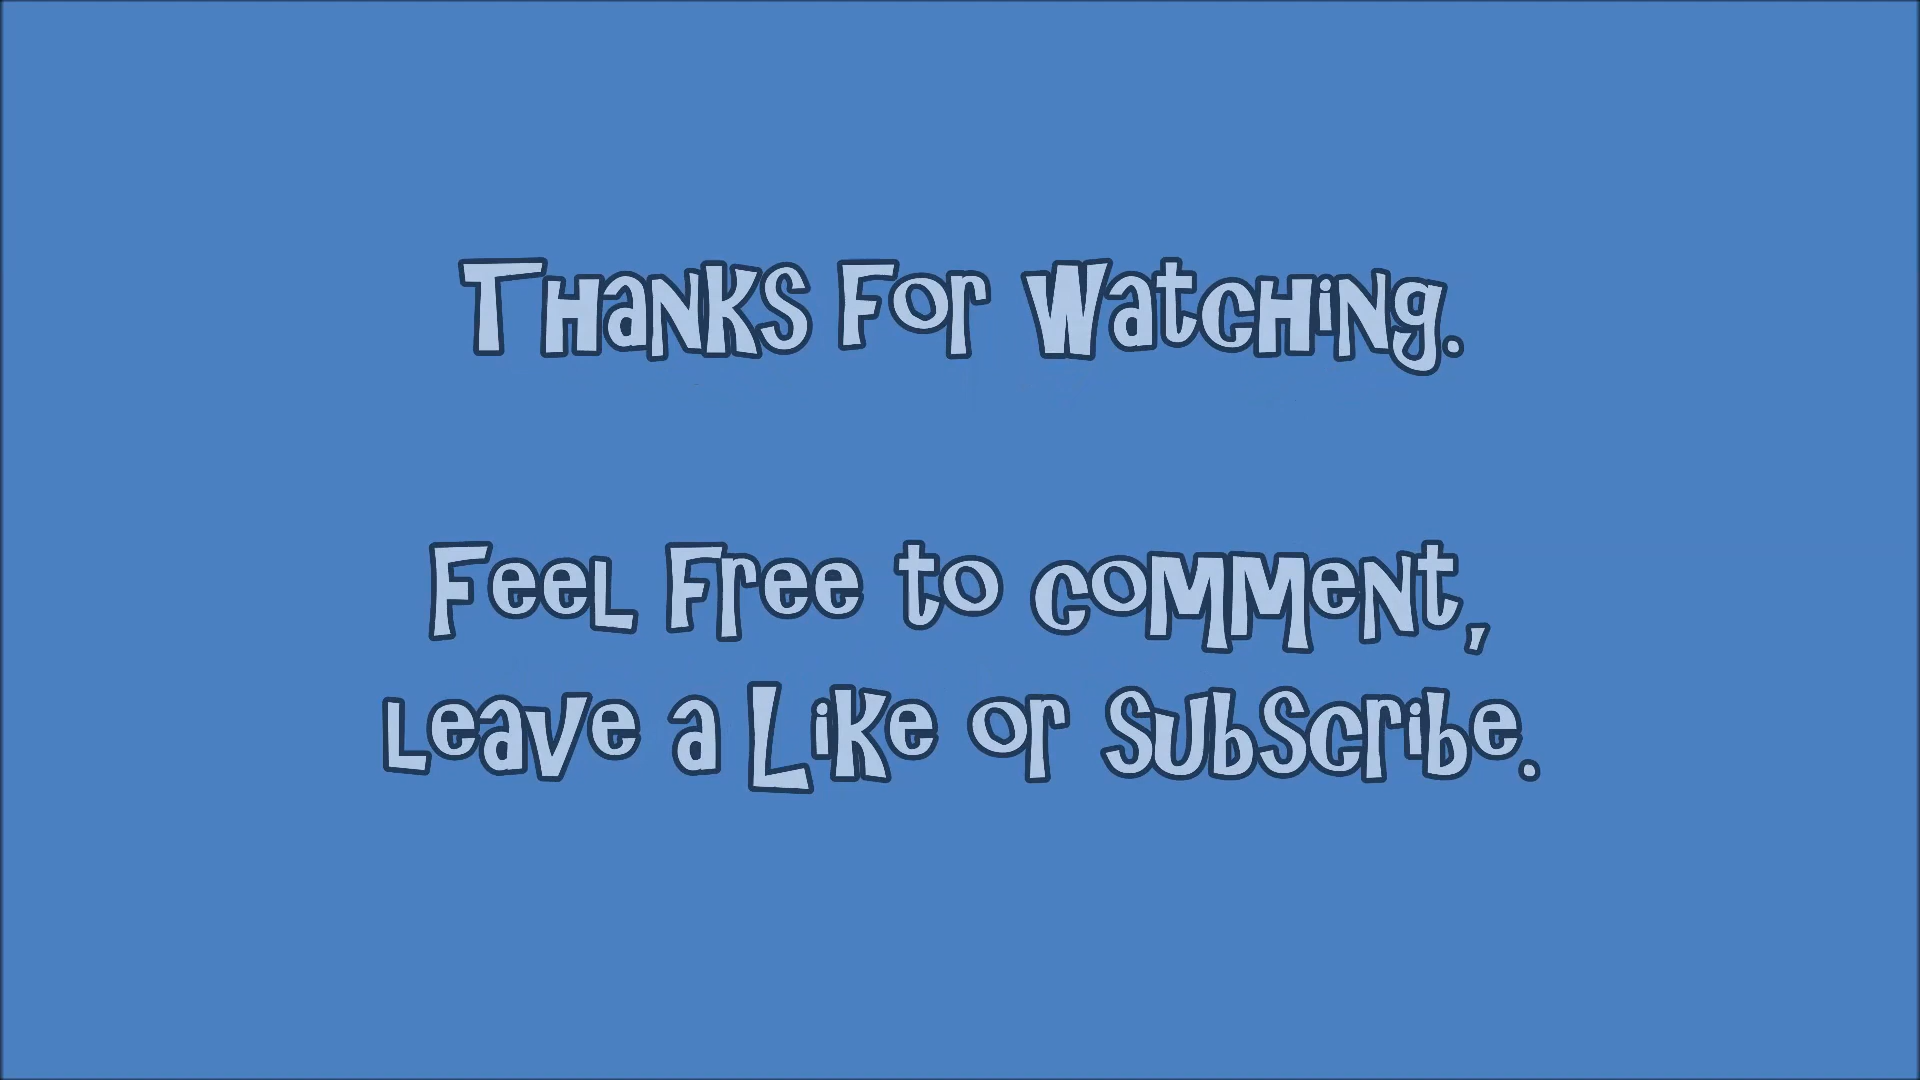 Thanks For Watching.
Feel Free to comment,
leave a Like or Subscribe.